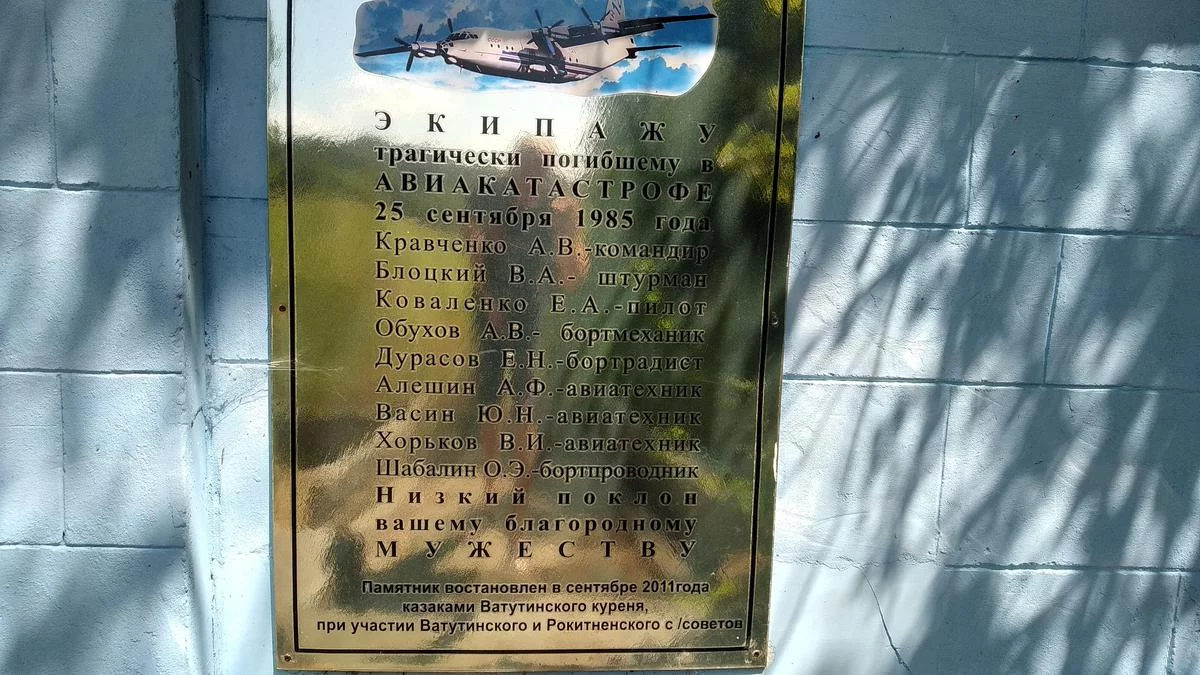 СССР
ЭКИПАЖУ
трагически погибшему в
АВИАКАТАСТРОФЕ
25 сентября 1985 года
Кравченко А.В.-командир
Блоцкий В.А.- штурман
Коваленко Е.А.-пилот
Обухов А.В.- бортмеханик
Дурасов Е.Н.-бортрадист
Алешин А.Ф.-авиатехник
Васин Ю.Н.-авиатехник
Хорьков В.И.-авиатехник
Шабалин О.Э.-бортпроводник
Низкий поклон
вашему благородному
МУЖЕСТВУ
Памятник востановлен в сентябре 2011года
казаками Ватутинского куреня,
при участии Ватутинского и Рокитненского с /советов